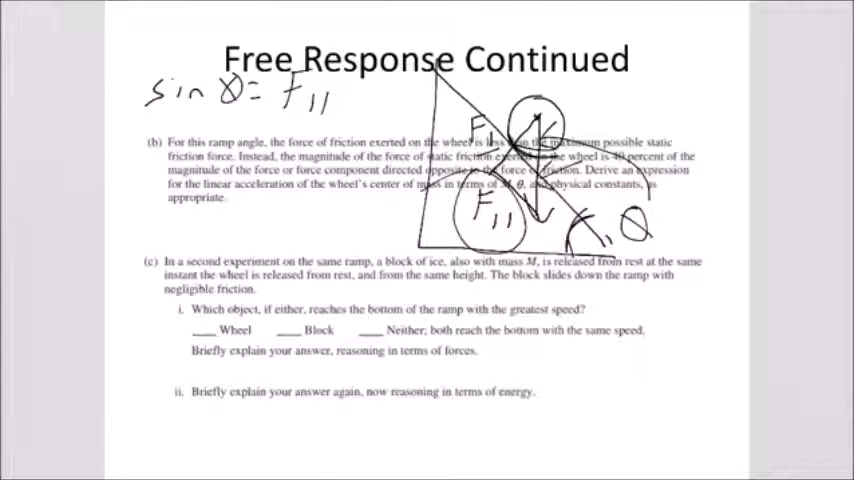 Free Response Continued
sin θ = F||
(b) For this ramp angle, the force of friction exerted on the wheel is less than the maximum possible static
friction force. Instead, the magnitude of the force of static friction exerted on the wheel is 40 percent of the
magnitude of the force or force component directed opposite to the force of friction. Derive an expression
for the linear acceleration of the wheel's center of mass in terms of M, θ, and physical constants, as
appropriate.
F⊥
F||
θ
(c) In a second experiment on the same ramp, a block of ice, also with mass M, is released from rest at the same
instant the wheel is released from rest, and from the same height. The block slides down the ramp with
negligible friction.
i. Which object, if either, reaches the bottom of the ramp with the greatest speed?
____ Wheel ____ Block ____ Neither; both reach the bottom with the same speed.
Briefly explain your answer, reasoning in terms of forces.
ii. Briefly explain your answer again, now reasoning in terms of energy.